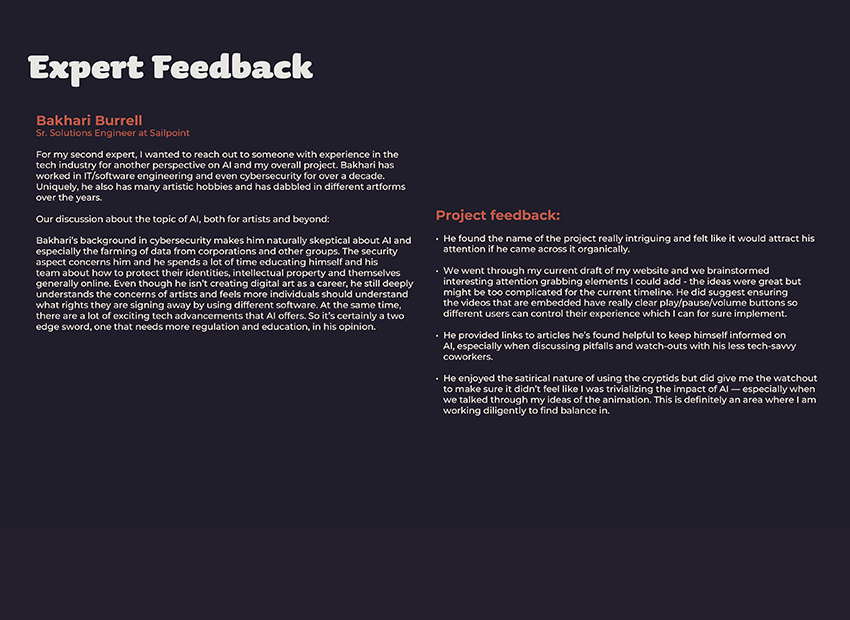 Expert Feedback
Bakhari Burrell
Sr. Solutions Engineer at Sailpoint
For my second expert, I wanted to reach out to someone with experience in the
tech industry for another perspective on AI and my overall project. Bakhari has
worked in IT/software engineering and even cybersecurity for over a decade.
Uniquely, he also has many artistic hobbies and has dabbled in different artforms
over the years.
Our discussion about the topic of AI, both for artists and beyond:
Bakhari's background in cybersecurity makes him naturally skeptical about AI and
especially the farming of data from corporations and other groups. The security
aspect concerns him and he spends a lot of time educating himself and his
team about how to protect their identities, intellectual property and themselves
generally online. Even though he isn't creating digital art as a career, he still deeply
understands the concerns of artists and feels more individuals should understand
what rights they are signing away by using different software. At the same time,
there are a lot of exciting tech advancements that AI offers. So it's certainly a two
edge sword, one that needs more regulation and education, in his opinion.
Project feedback:
• He found the name of the project really intriguing and felt like it would attract his
attention if he came across it organically.
• We went through my current draft of my website and we brainstormed
interesting attention grabbing elements I could add - the ideas were great but
might be too complicated for the current timeline. He did suggest ensuring
the videos that are embedded have really clear play/pause/volume buttons so
different users can control their experience which I can for sure implement.
• He provided links to articles he's found helpful to keep himself informed on
AI, especially when discussing pitfalls and watch-outs with his less tech-savvy
coworkers.
• He enjoyed the satirical nature of using the cryptids but did give me the watchout
to make sure it didn't feel like I was trivializing the impact of AI — especially when
we talked through my ideas of the animation. This is definitely an area where I am
working diligently to find balance in.